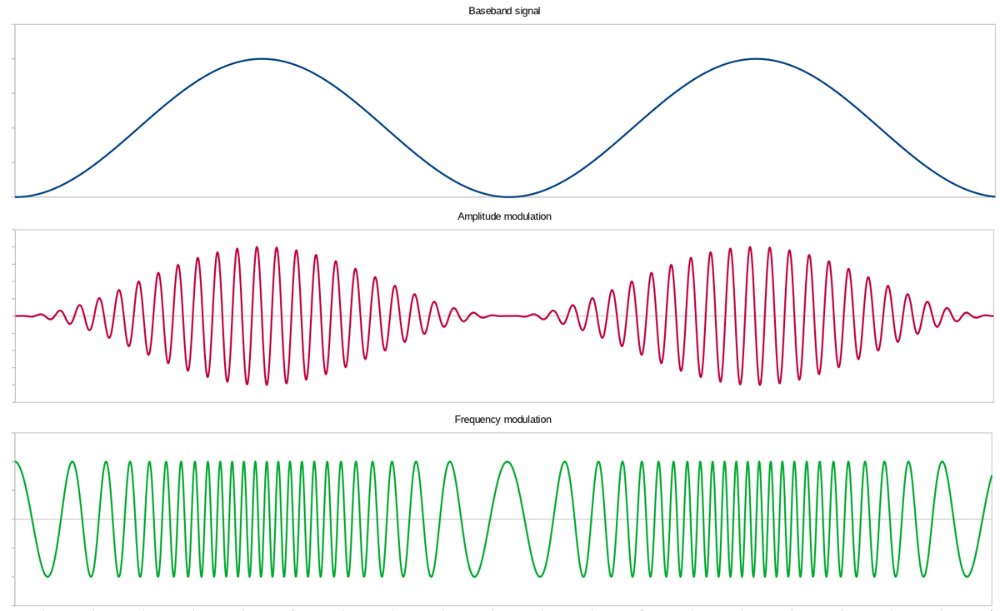 Baseband signal
Amplitude modulation
Frequency modulation